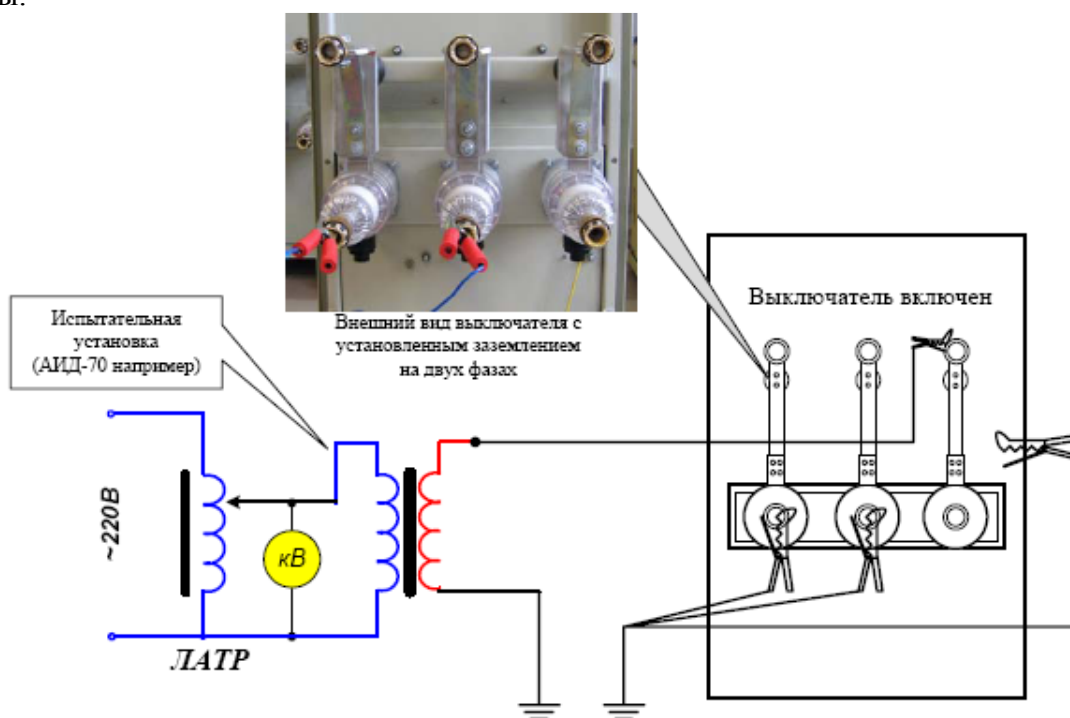 ы.
Внешний вид выключателя с
установленным заземлением
на двух фазах
Испытательная
установка
(АИД-70 например)
Выключатель включен
~220В
кВ
ЛАТР